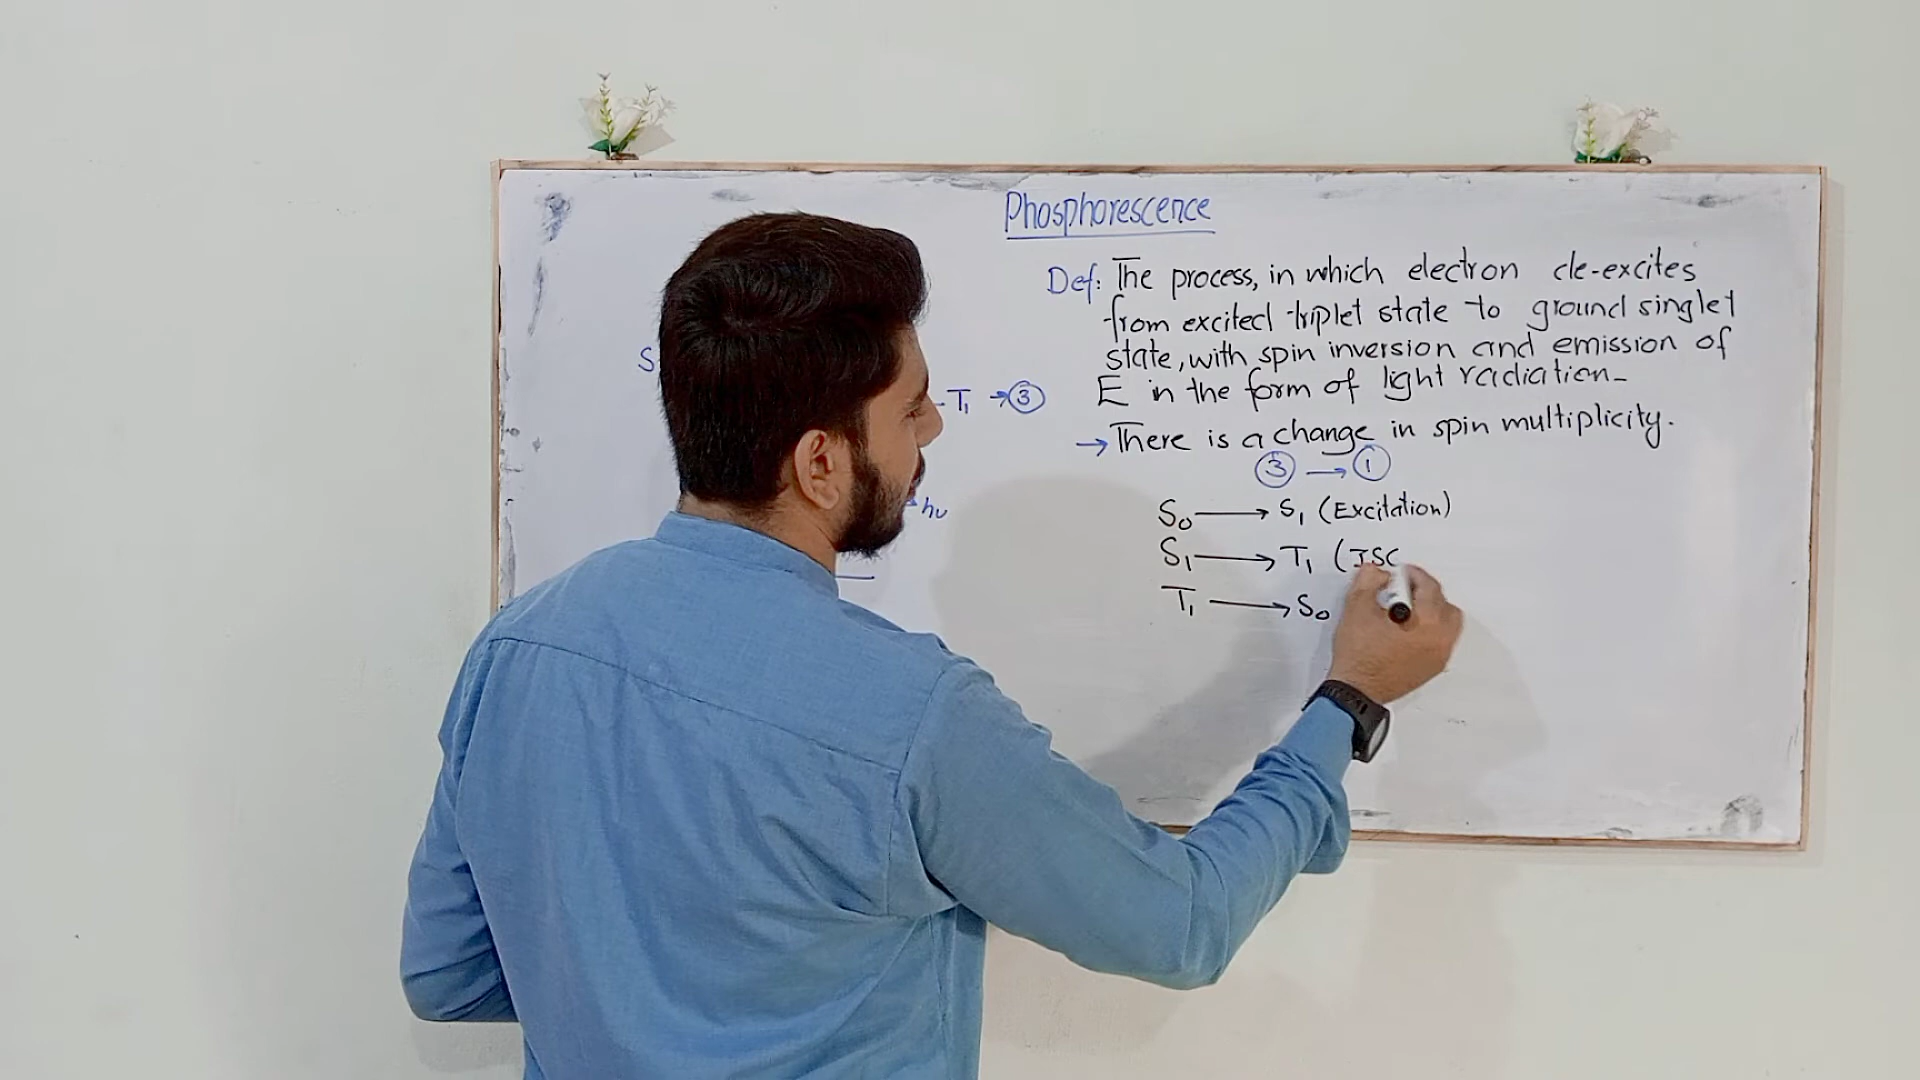 Phosphorescence
Def: The process, in which electron de-excites
from excited triplet state to ground singlet
state, with spin inversion and emission of
E in the form of light radiation-
→ There is a change in spin multiplicity.
③ → ①
S₀ → S₁ (Excitation)
S₁ → T₁ (ISC
T₁ → S₀
S
T₁ → ③
hν